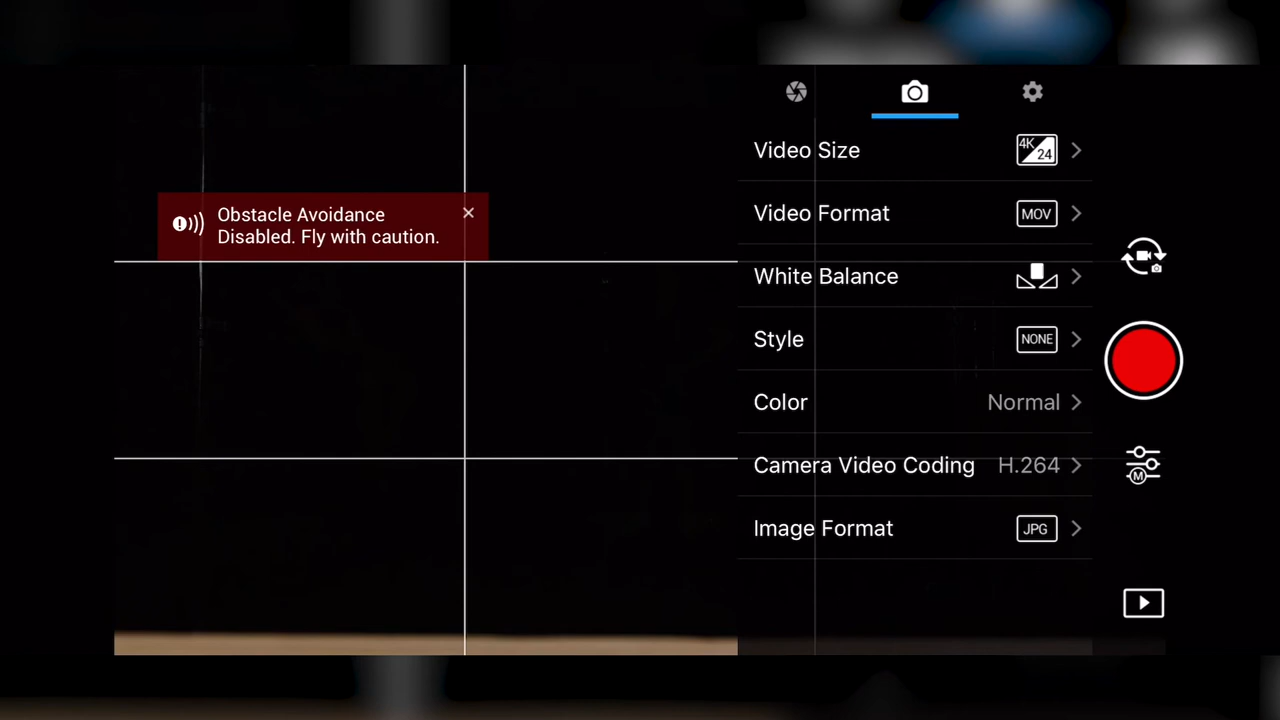 Obstacle Avoidance
Disabled. Fly with caution.
Video Size
4K
24
Video Format
MOV
White Balance
Style
NONE
Color
Normal
Camera Video Coding
H.264
Image Format
JPG
M